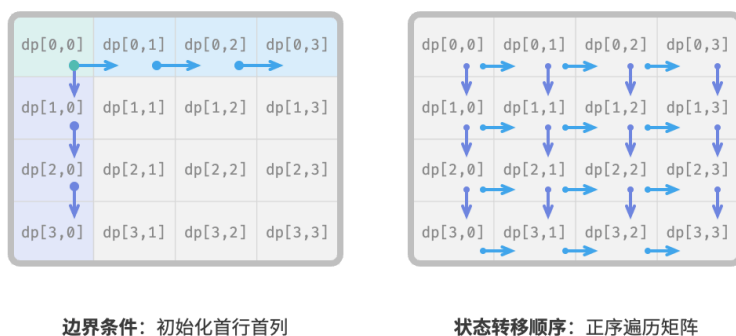 dp[0,0] dp[0,1] dp[0,2] dp[0,3]
dp[1,0] dp[1,1] dp[1,2] dp[1,3]
dp[2,0] dp[2,1] dp[2,2] dp[2,3]
dp[3,0] dp[3,1] dp[3,2] dp[3,3]
边界条件：初始化首行首列
dp[0,0] dp[0,1] dp[0,2] dp[0,3]
dp[1,0] dp[1,1] dp[1,2] dp[1,3]
dp[2,0] dp[2,1] dp[2,2] dp[2,3]
dp[3,0] dp[3,1] dp[3,2] dp[3,3]
状态转移顺序：正序遍历矩阵